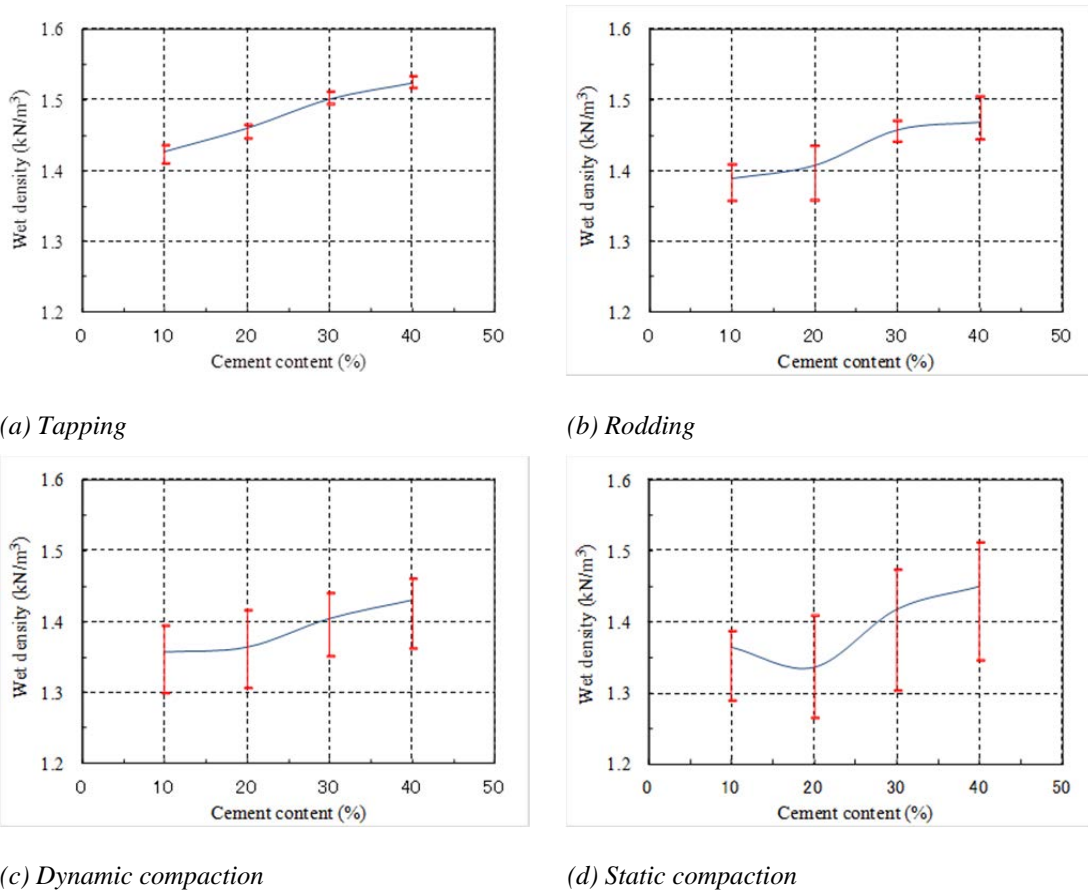 1.6
1.5
1.4
1.3
1.2
Wet density (kN/m³)
0 10 20 30 40 50
Cement content (%)
(a) Tapping
1.6
1.5
1.4
1.3
1.2
Wet density (kN/m³)
0 10 20 30 40 50
Cement content (%)
(b) Rodding
1.6
1.5
1.4
1.3
1.2
Wet density (kN/m³)
0 10 20 30 40 50
Cement content (%)
(c) Dynamic compaction
1.6
1.5
1.4
1.3
1.2
Wet density (kN/m³)
0 10 20 30 40 50
Cement content (%)
(d) Static compaction